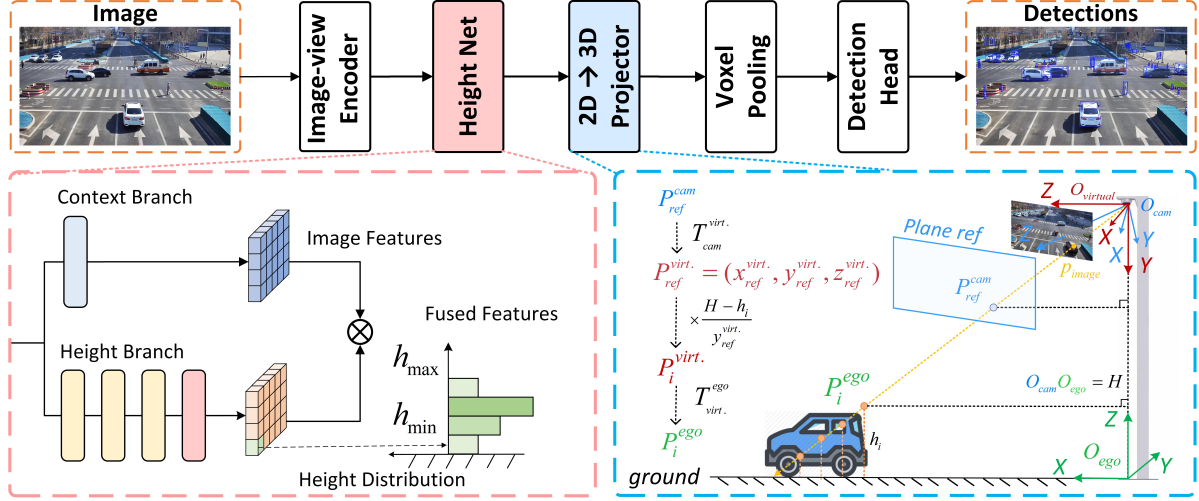 Image
Image-view
Encoder
Height Net
2D → 3D
Projector
Voxel
Pooling
Detection
Head
Detections
Context Branch
Image Features
Height Branch
Fused Features
h_max
h_min
Height Distribution
P_ref^cam
T_cam^virt.
P_ref^virt. = (x_ref^virt., y_ref^virt., z_ref^virt.)
× (H − h_i) / y_ref^virt.
P_i^virt.
T_virt.^ego
P_i^ego
ground
Z
O_virtual
O_cam
X
Y
Z
X
Y
Plane ref
P_image
P_ref^cam
P_i^ego
O_cam O_ego = H
h_i
Z
O_ego
X
Y